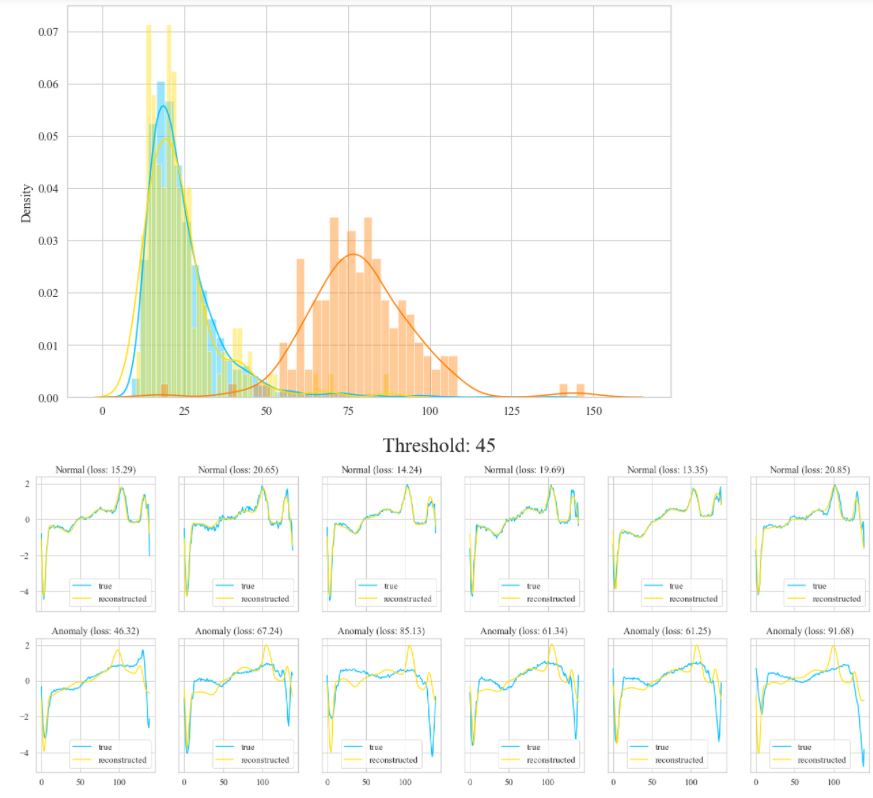 0.07
0.06
0.05
0.04
0.03
0.02
0.01
0.00
Density
0 25 50 75 100 125 150
Threshold: 45
Normal (loss: 15.29) Normal (loss: 20.65) Normal (loss: 14.24) Normal (loss: 19.69) Normal (loss: 13.35) Normal (loss: 20.85)
2
0
−2
−4
true true true true true true
reconstructed reconstructed reconstructed reconstructed reconstructed reconstructed
Anomaly (loss: 46.32) Anomaly (loss: 67.24) Anomaly (loss: 85.13) Anomaly (loss: 61.34) Anomaly (loss: 61.25) Anomaly (loss: 91.68)
2
0
−2
−4
true true true true true true
reconstructed reconstructed reconstructed reconstructed reconstructed reconstructed
0 50 100 0 50 100 0 50 100 0 50 100 0 50 100 0 50 100